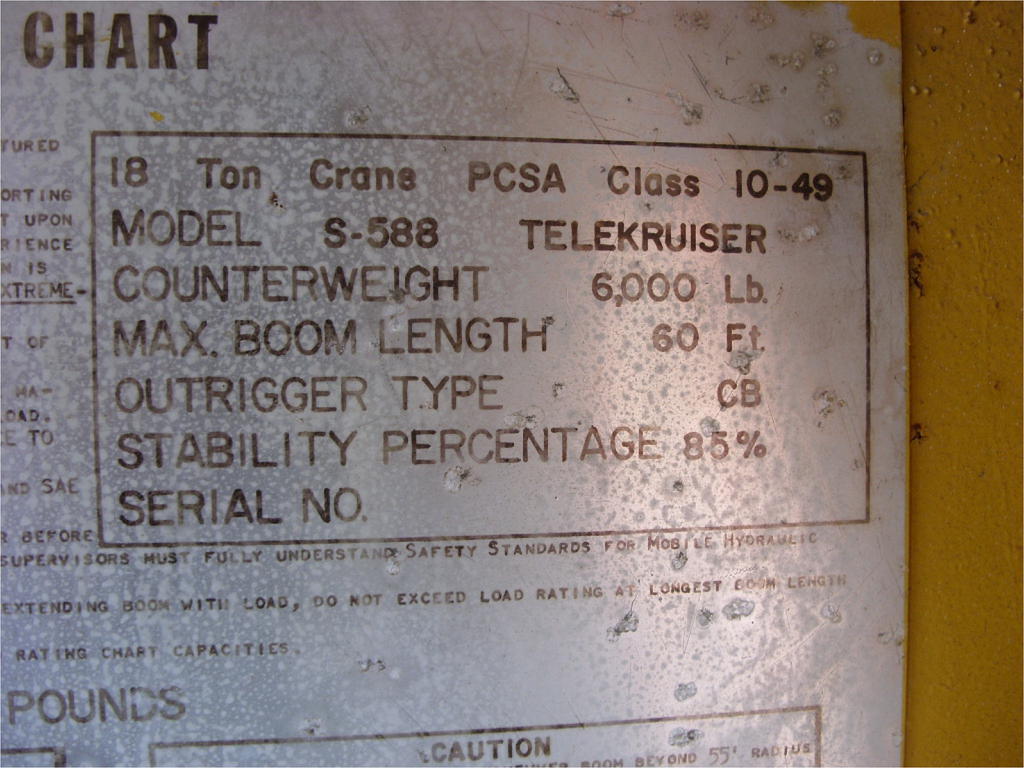 CHART
TURED
18 Ton Crane PCSA Class 10-49
ORTING
T UPON
MODEL S-588 TELEKRUISER
RIENCE
N IS
COUNTERWEIGHT 6,000 Lb.
XTREME-
MAX. BOOM LENGTH 60 Ft.
T OF
OUTRIGGER TYPE CB
MA-
OAD.
E TO
STABILITY PERCENTAGE 85%
AND SAE
SERIAL NO.
R BEFORE
SUPERVISORS MUST FULLY UNDERSTAND SAFETY STANDARDS FOR MOBILE HYDRAULIC
EXTENDING BOOM WITH LOAD, DO NOT EXCEED LOAD RATING AT LONGEST BOOM LENGTH
RATING CHART CAPACITIES.
POUNDS
CAUTION
BOOM BEYOND 55' RADIUS